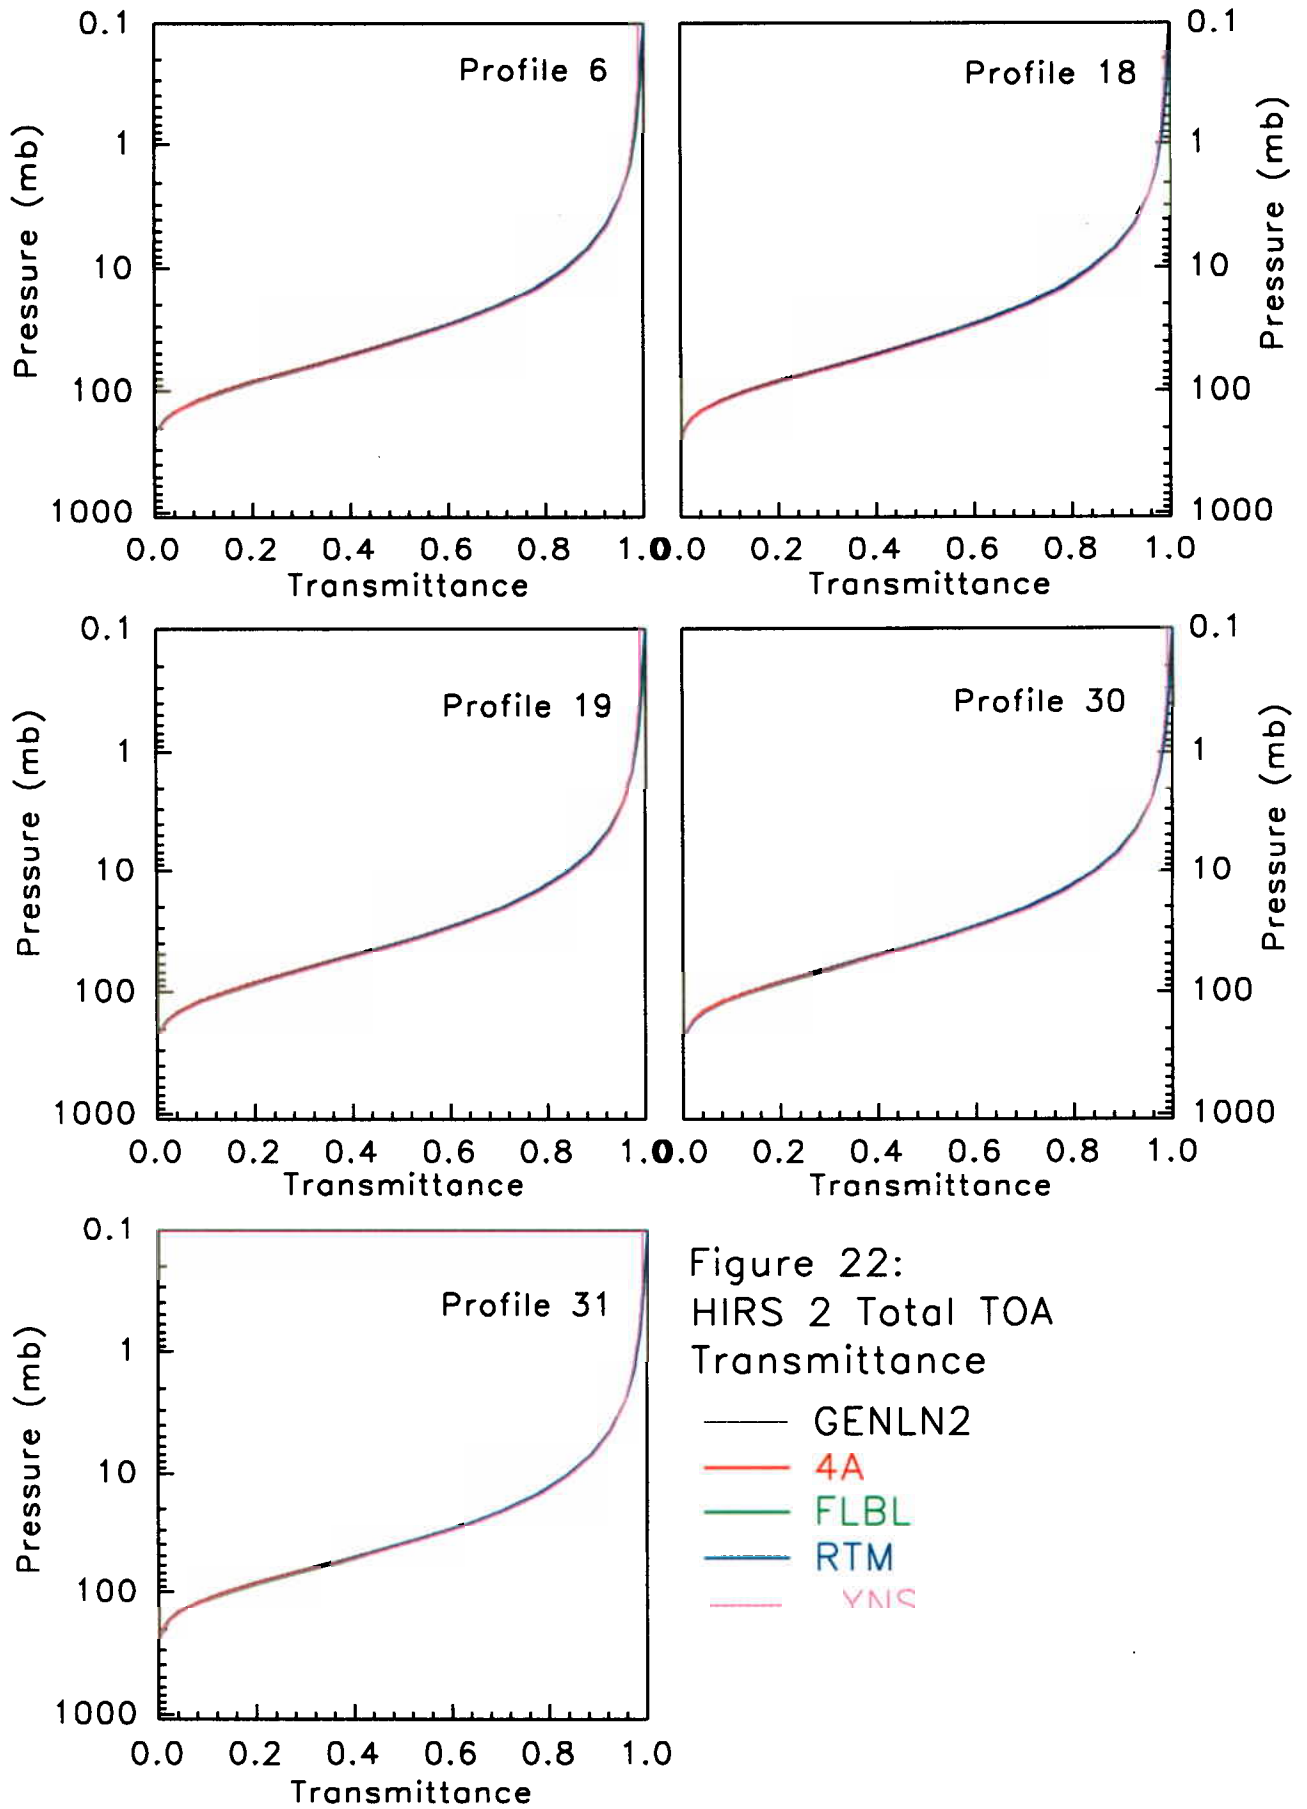 0.1
Profile 6
1
10
100
1000
Pressure (mb)
0.0 0.2 0.4 0.6 0.8 1.0
Transmittance
0.1
Profile 18
1
10
100
1000
Pressure (mb)
0.0 0.2 0.4 0.6 0.8 1.0
Transmittance
0.1
Profile 19
1
10
100
1000
Pressure (mb)
0.0 0.2 0.4 0.6 0.8 1.0
Transmittance
0.1
Profile 30
1
10
100
1000
Pressure (mb)
0.0 0.2 0.4 0.6 0.8 1.0
Transmittance
0.1
Profile 31
1
10
100
1000
Pressure (mb)
0.0 0.2 0.4 0.6 0.8 1.0
Transmittance
Figure 22:
HIRS 2 Total TOA
Transmittance
GENLN2
4A
FLBL
RTM